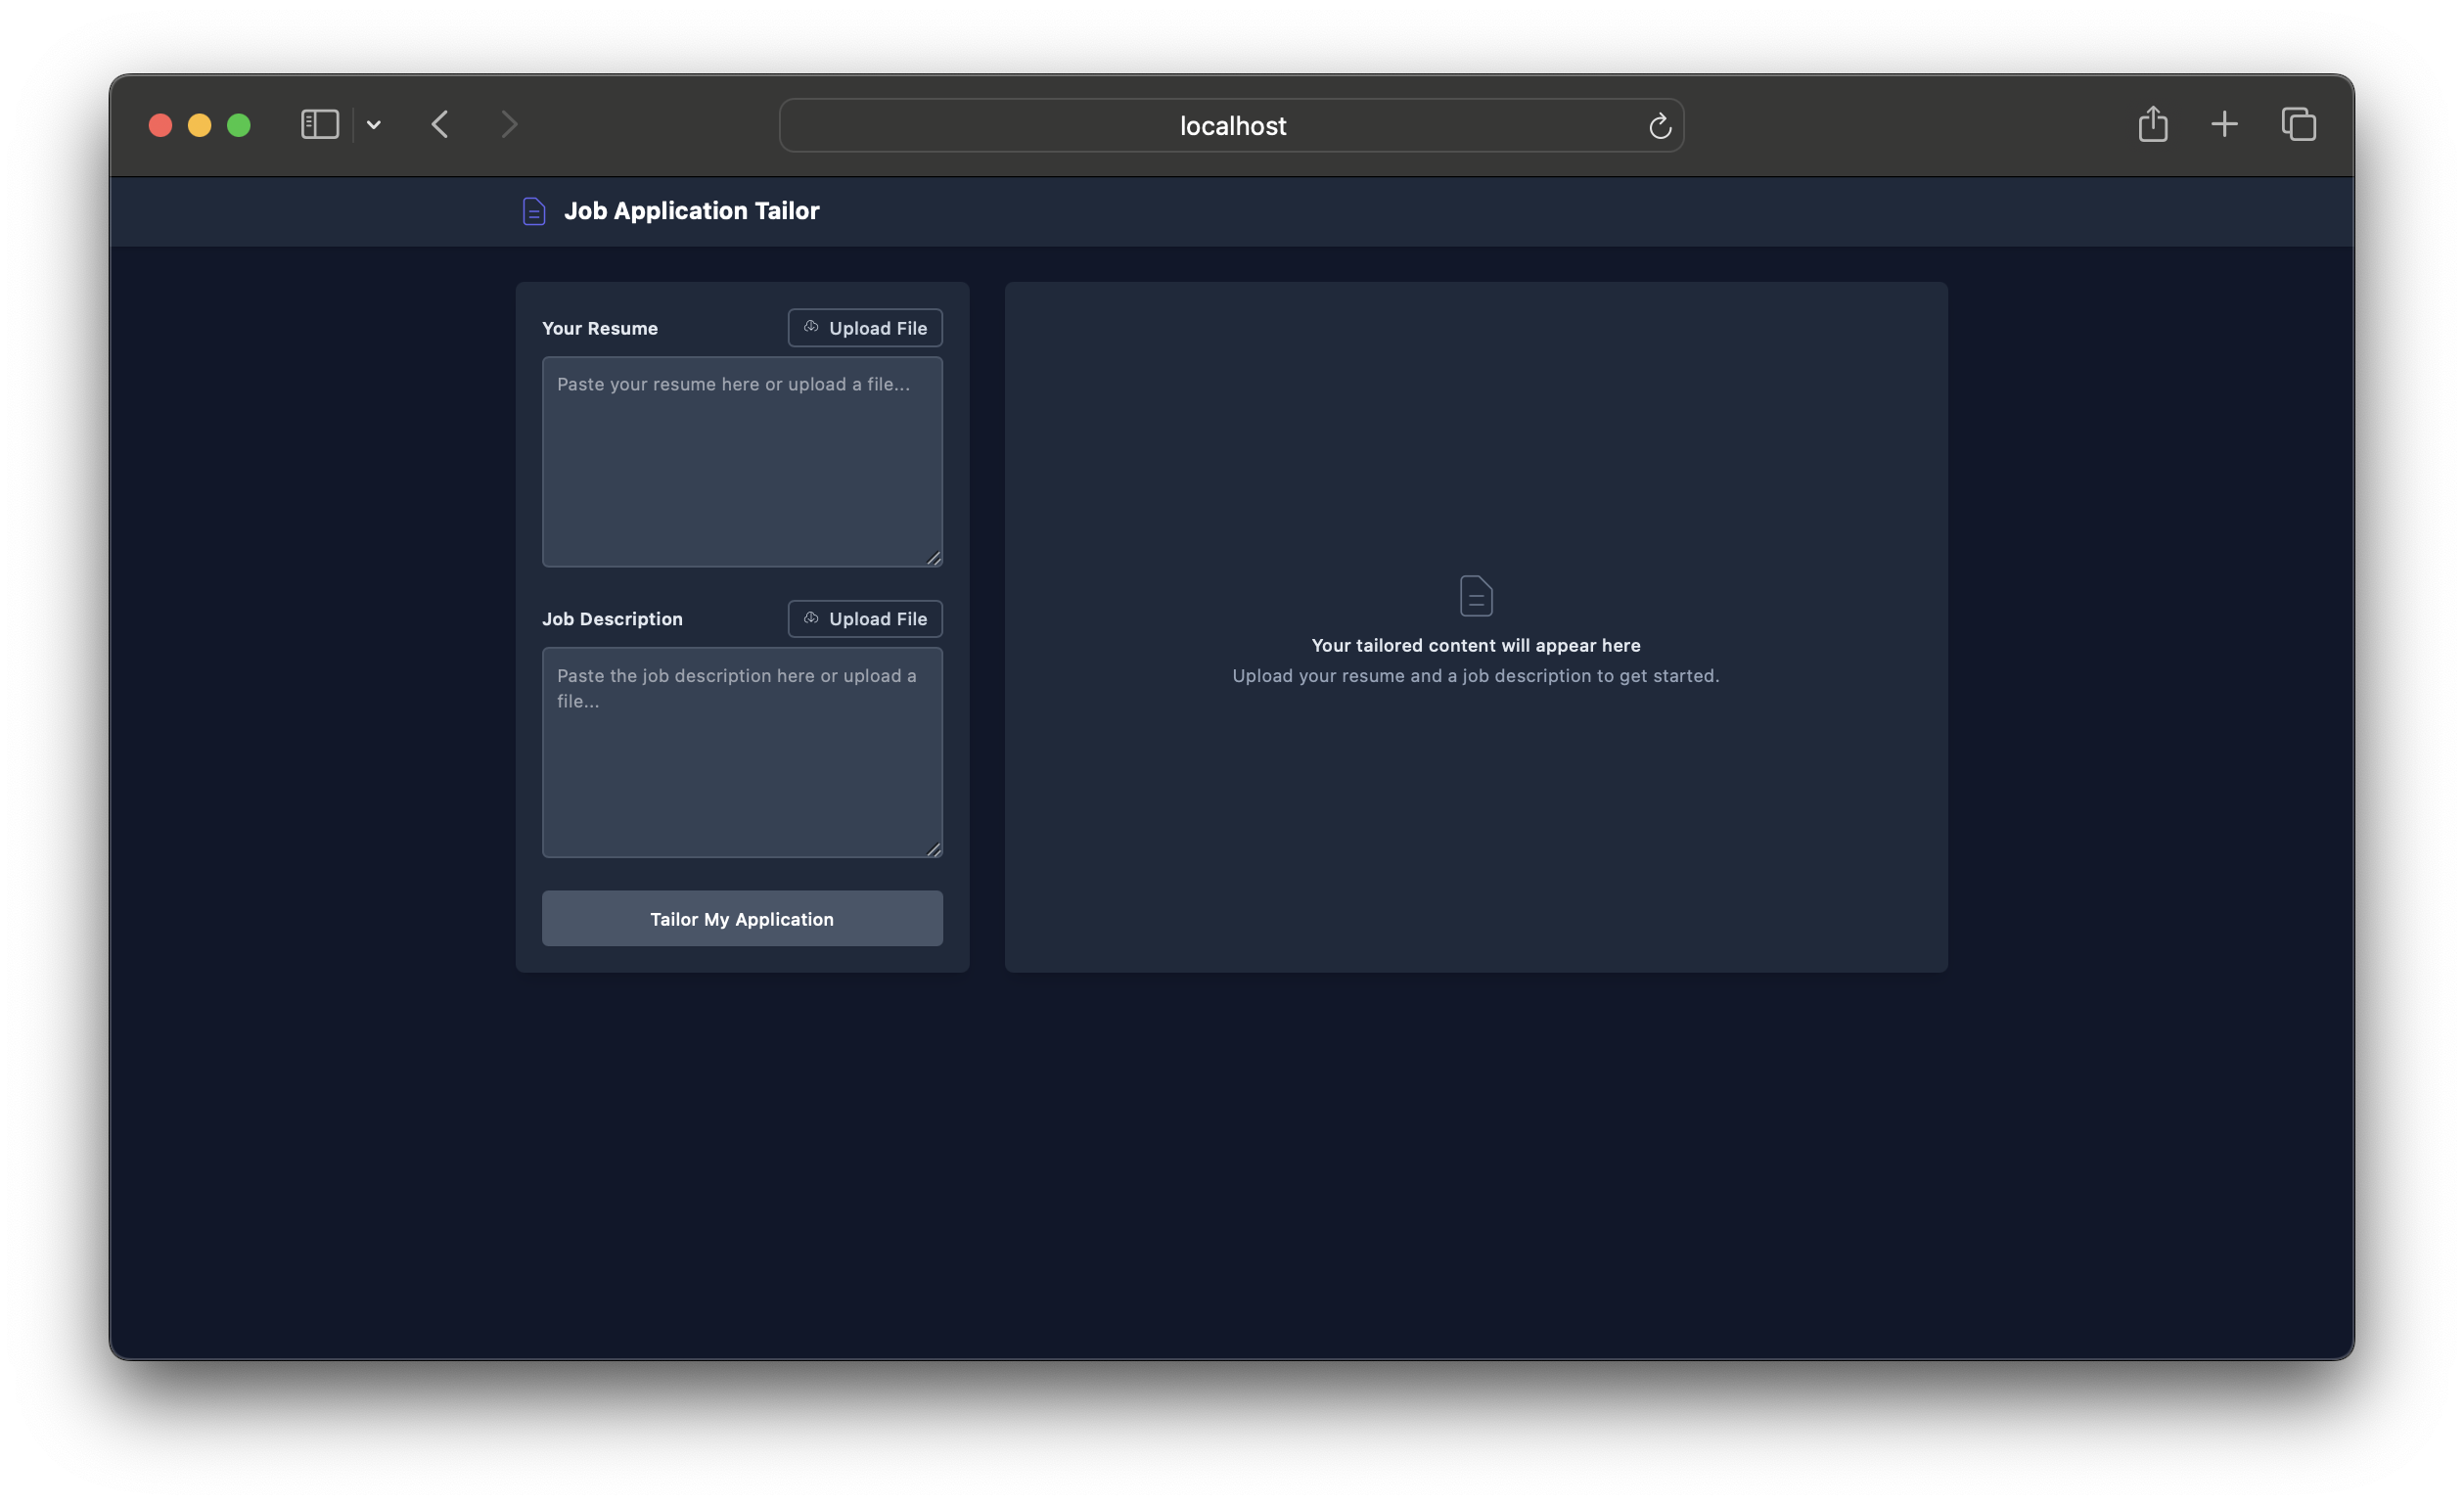 localhost
Job Application Tailor
Your Resume
Upload File
Paste your resume here or upload a file...
Job Description
Upload File
Paste the job description here or upload a
file...
Tailor My Application
Your tailored content will appear here
Upload your resume and a job description to get started.